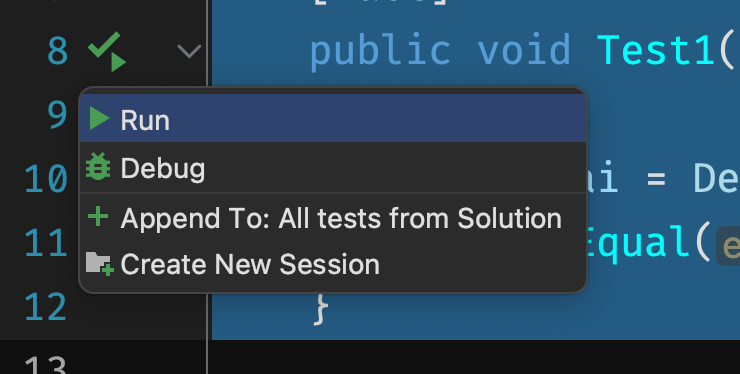 8 public void Test1(
9
Run
10 ai = De
Debug
Append To: All tests from Solution
11 Equal( e
Create New Session
12 }
13